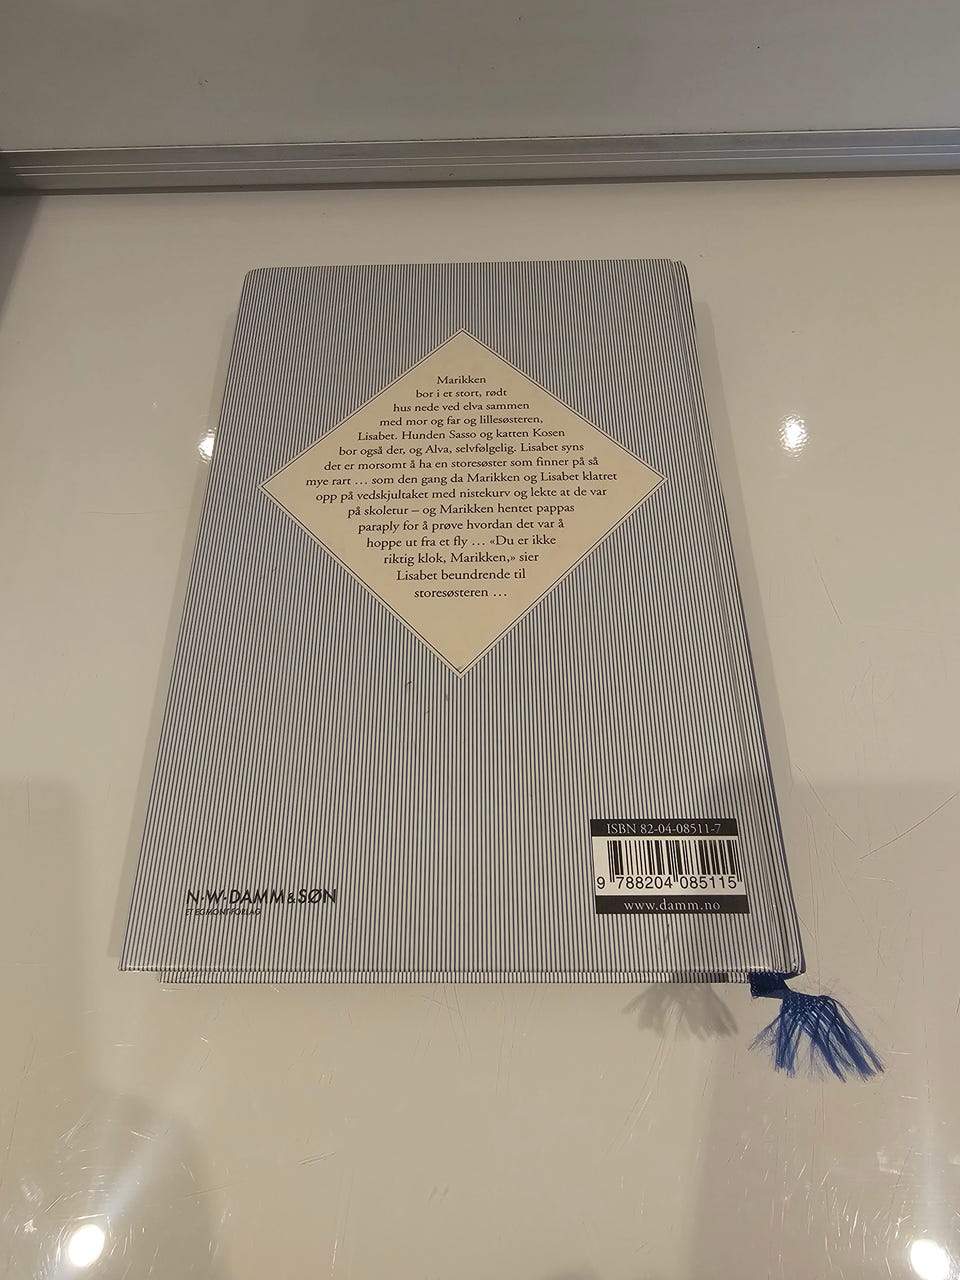 Marikken
bor i et stort, rødt
hus nede ved elva sammen
med mor og far og lillesøsteren,
Lisabet. Hunden Sasso og katten Kosen
bor også der, og Alva, selvfølgelig. Lisabet syns
det er morsomt å ha en storesøster som finner på så
mye rart ... som den gang da Marikken og Lisabet klatret
opp på vedskjultaket med nistekurv og lekte at de var
på skoletur – og Marikken hentet pappas
paraply for å prøve hvordan det var å
hoppe ut fra et fly ... «Du er ikke
riktig klok, Marikken,» sier
Lisabet beundrende til
storesøsteren ...
N·W·DAMM & SØN
ET EGMONT FORLAG
ISBN 82-04-08511-7
9 788204 085115
www.damm.no